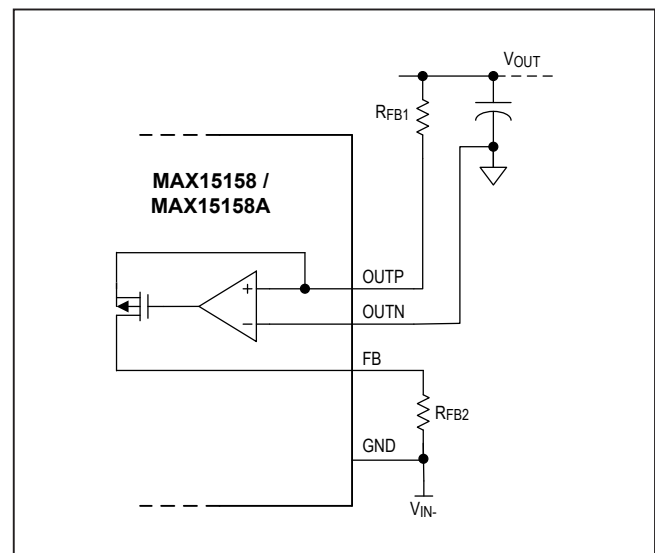 VOUT
RFB1
MAX15158 /
MAX15158A
OUTP
+
OUTN
−
FB
RFB2
GND
VIN-